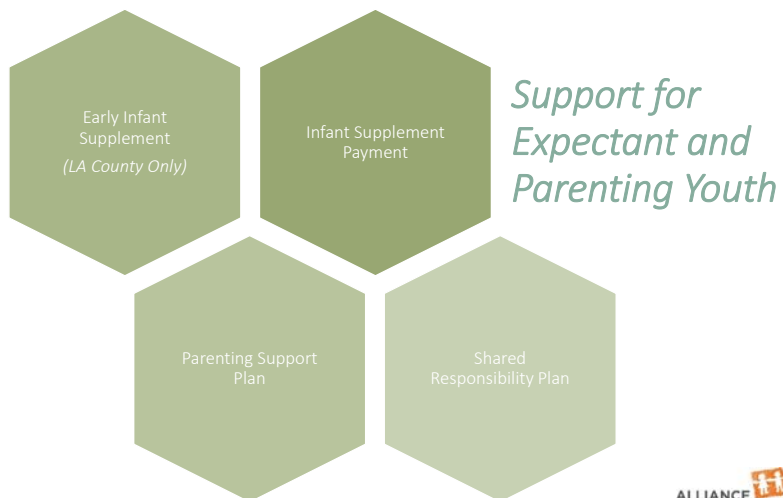 Early Infant
Supplement
(LA County Only)
Infant Supplement
Payment
Support for
Expectant and
Parenting Youth
Parenting Support
Plan
Shared
Responsibility Plan
ALLIANCE